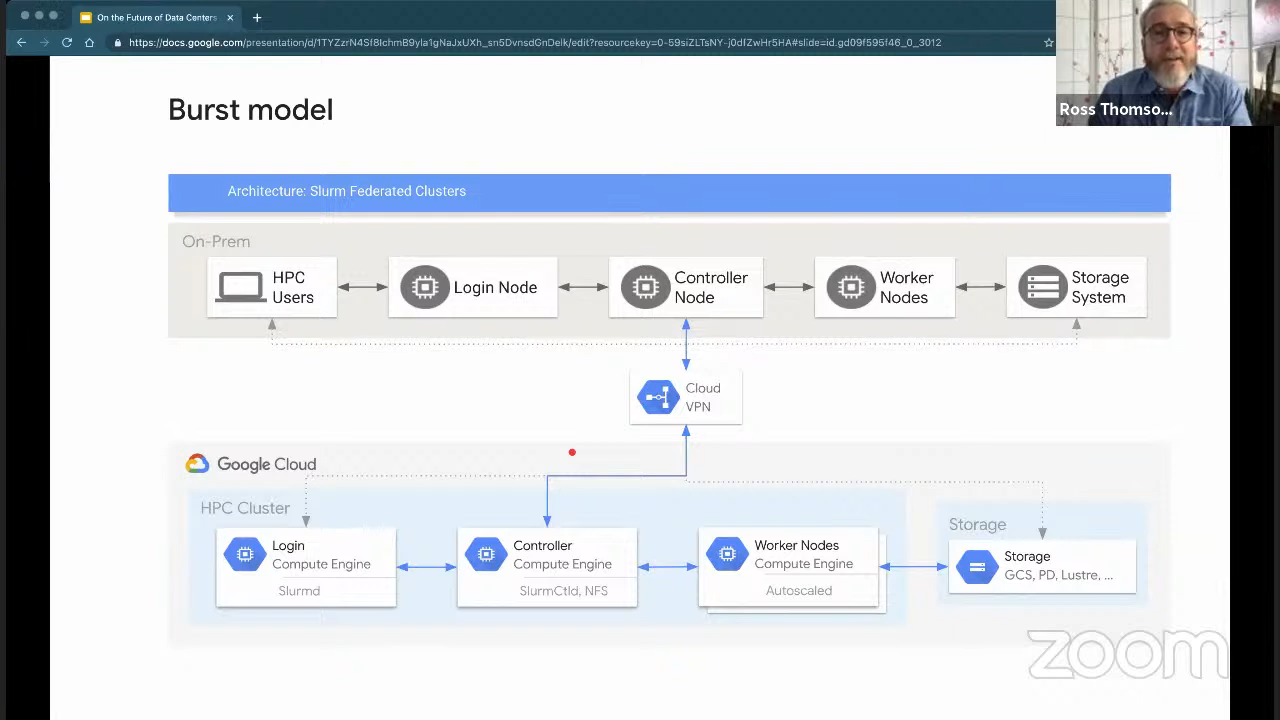 On the Future of Data Centers
https://docs.google.com/presentation/d/1TYZzrN4Sf8IchmB9yla1gNaJxUXh_sn5DvnsdGnDelk/edit?resourcekey=0-59siZLTsNY-j0dfZwHr5HA#slide=id.gd09f595f46_0_3012
Ross Thomso...
Burst model
Architecture: Slurm Federated Clusters
On-Prem
HPC
Users
Login Node
Controller
Node
Worker
Nodes
Storage
System
Cloud
VPN
Google Cloud
HPC Cluster
Login
Compute Engine
Slurmd
Controller
Compute Engine
SlurmCtld, NFS
Worker Nodes
Compute Engine
Autoscaled
Storage
Storage
GCS, PD, Lustre, ...
zoom